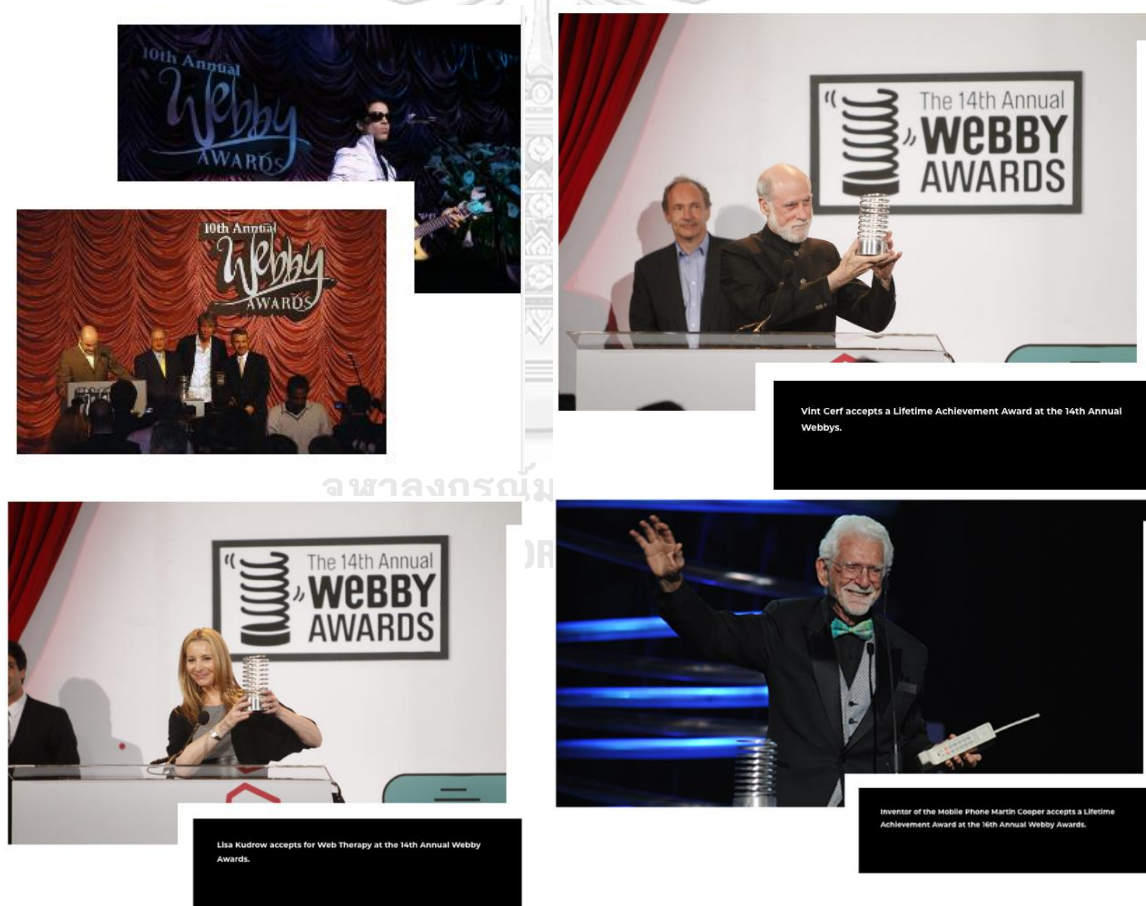 10th Annual
Webby
AWARDS
10th Annual
Webby
AWARDS
The 14th Annual
WeBBY
AWARDS
Vint Cerf accepts a Lifetime Achievement Award at the 14th Annual
Webbys.
จุฬาลงกรณ์ม
OR
The 14th Annual
WeBBY
AWARDS
Lisa Kudrow accepts for Web Therapy at the 14th Annual Webby
Awards.
Inventor of the Mobile Phone Martin Cooper accepts a Lifetime
Achievement Award at the 16th Annual Webby Awards.